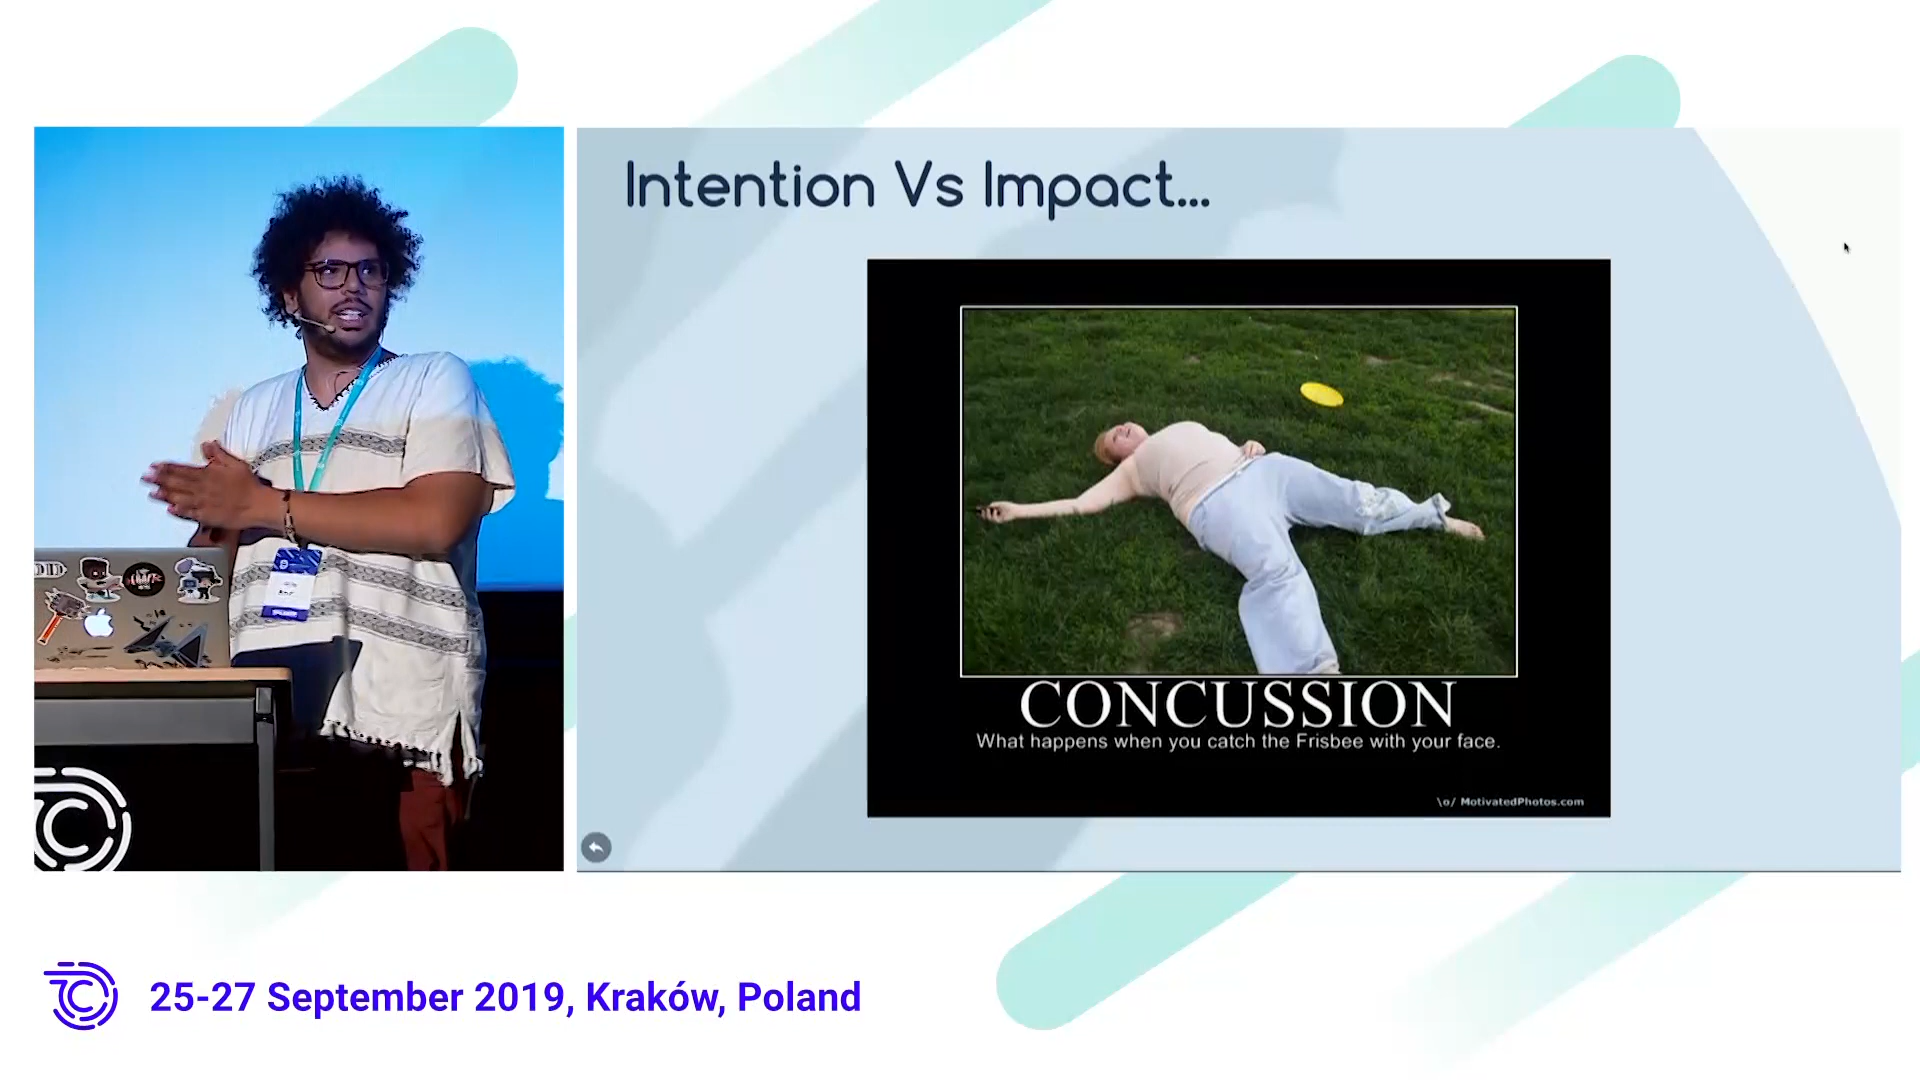 Intention Vs Impact...
CONCUSSION
What happens when you catch the Frisbee with your face.
\o/ MotivatedPhotos.com
25-27 September 2019, Kraków, Poland